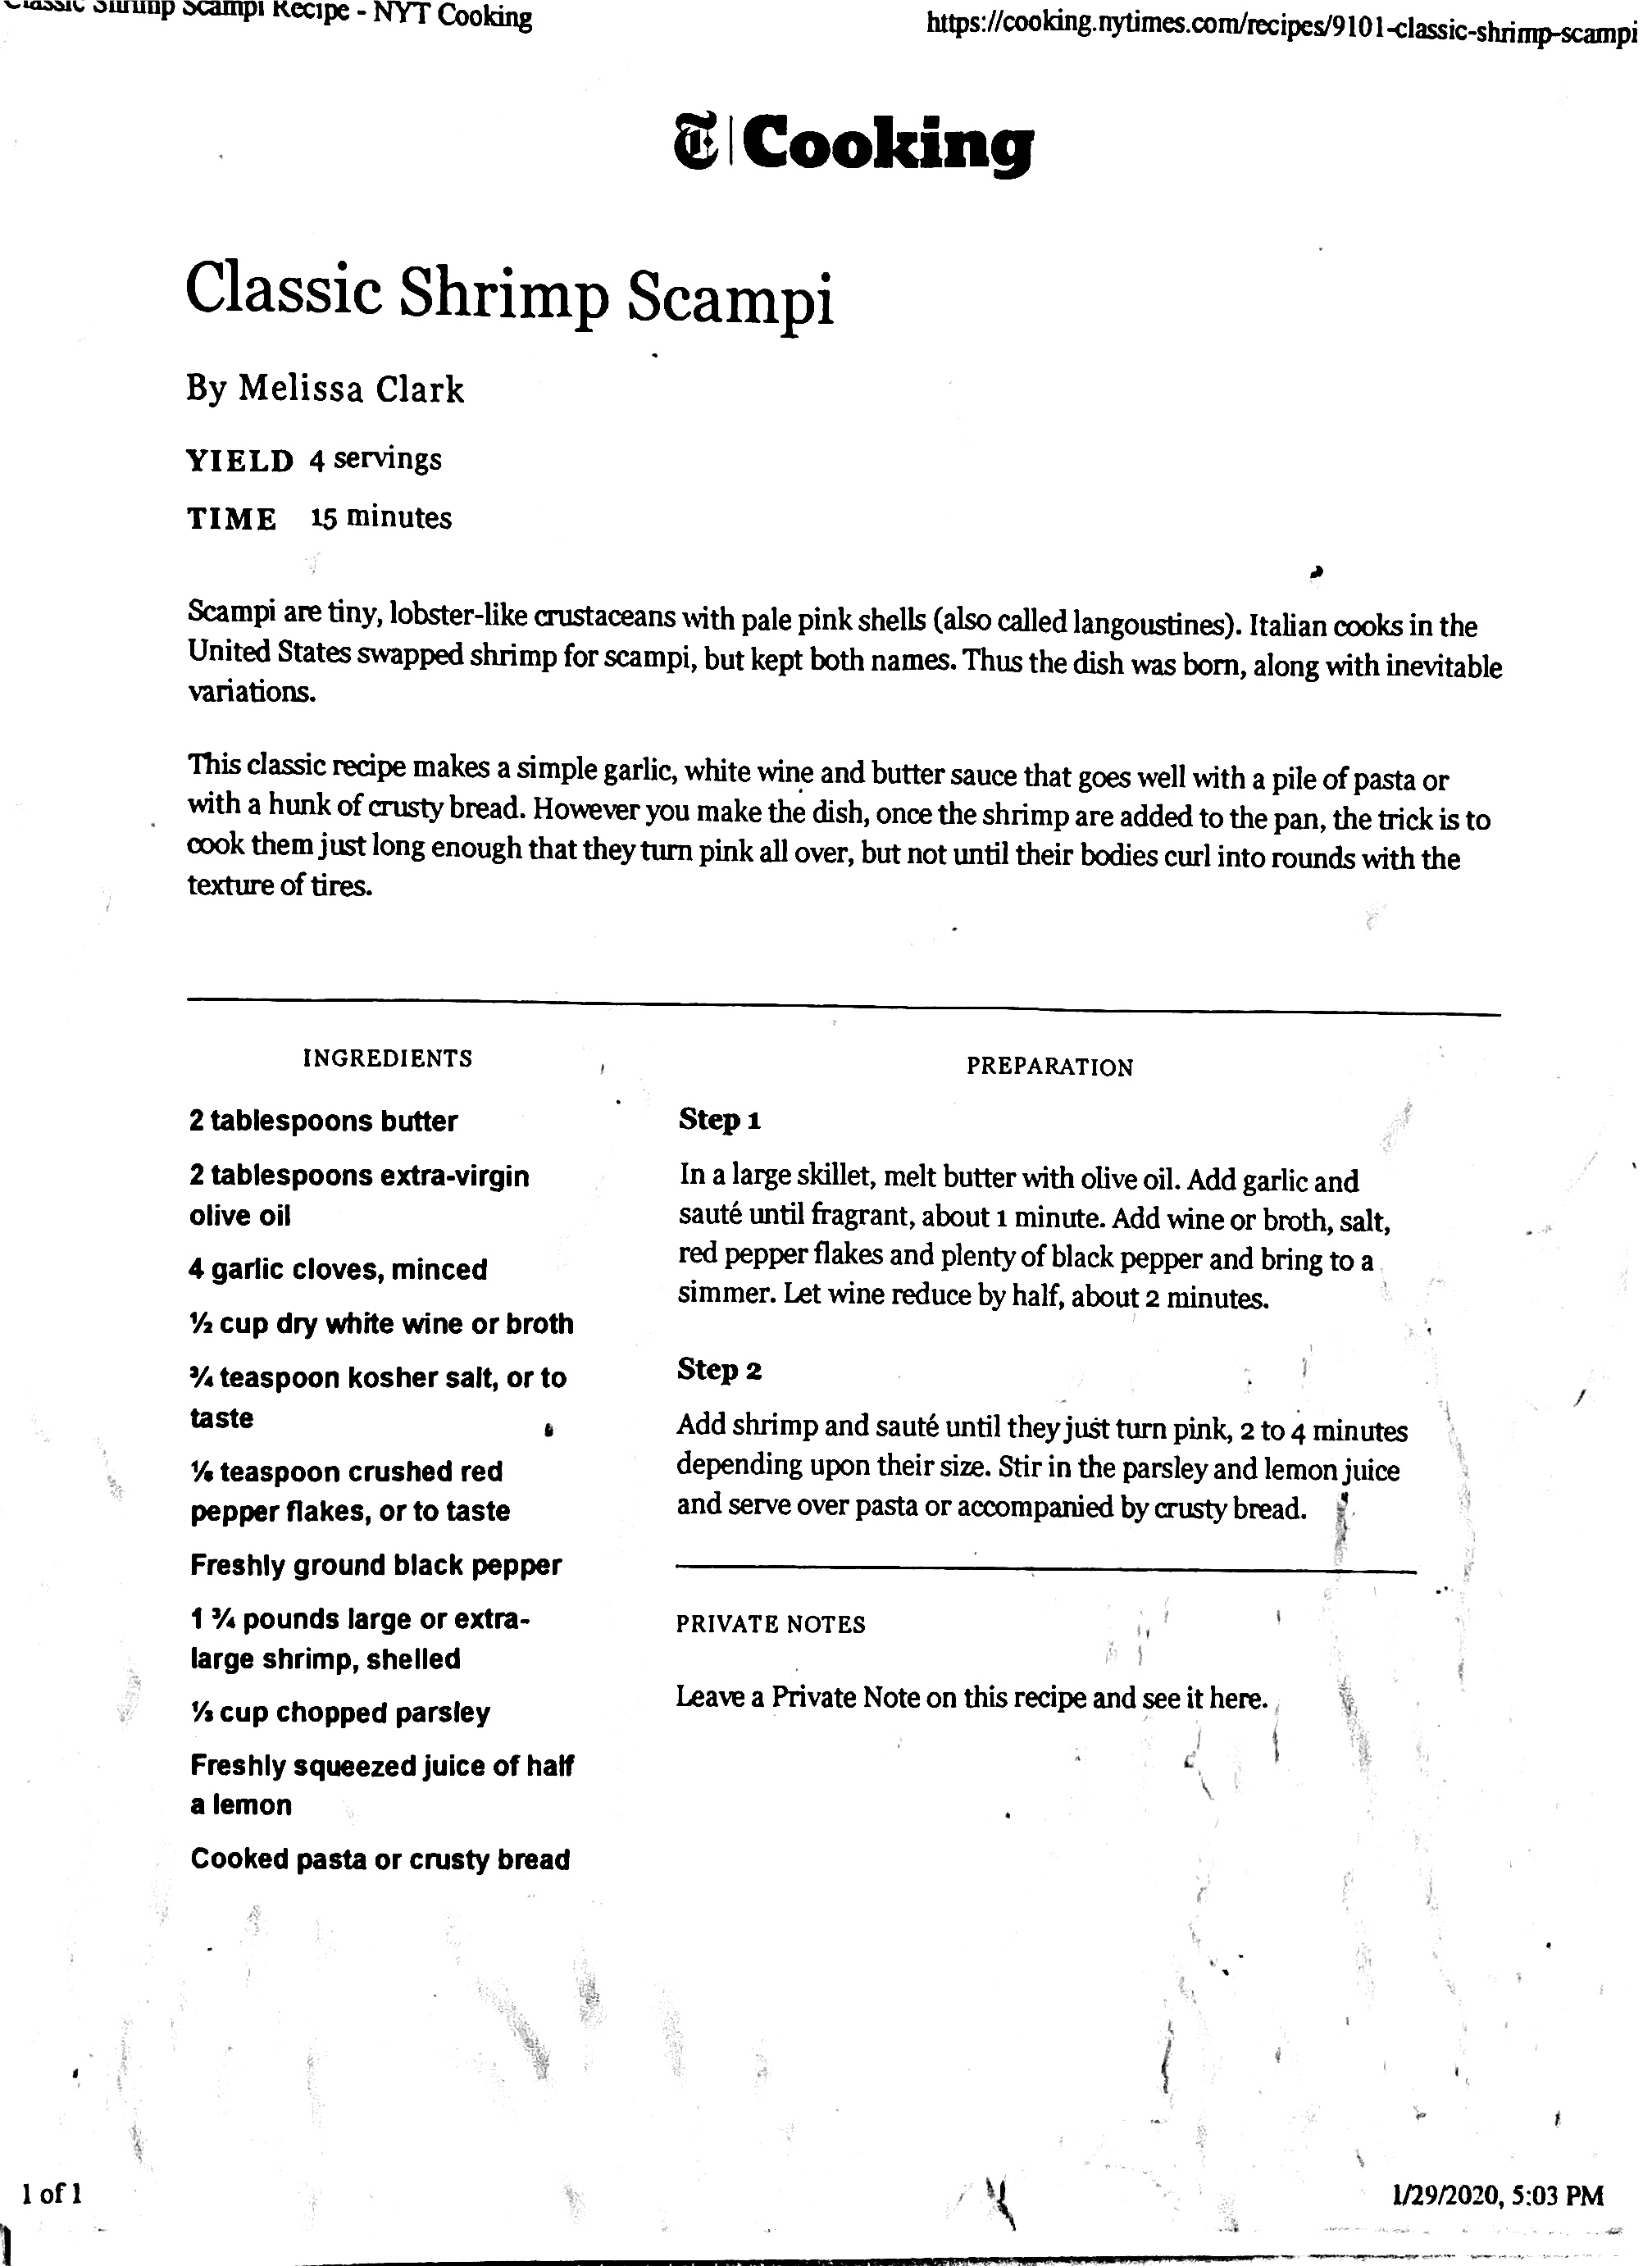 Classic Shrimp Scampi Recipe - NYT Cooking
https://cooking.nytimes.com/recipes/9101-classic-shrimp-scampi
T|Cooking
Classic Shrimp Scampi
By Melissa Clark
YIELD 4 servings
TIME 15 minutes
Scampi are tiny, lobster-like crustaceans with pale pink shells (also called langoustines). Italian cooks in the
United States swapped shrimp for scampi, but kept both names. Thus the dish was born, along with inevitable
variations.
This classic recipe makes a simple garlic, white wine and butter sauce that goes well with a pile of pasta or
with a hunk of crusty bread. However you make the dish, once the shrimp are added to the pan, the trick is to
cook them just long enough that they turn pink all over, but not until their bodies curl into rounds with the
texture of tires.
INGREDIENTS
2 tablespoons butter
2 tablespoons extra-virgin
olive oil
4 garlic cloves, minced
½ cup dry white wine or broth
¾ teaspoon kosher salt, or to
taste
⅛ teaspoon crushed red
pepper flakes, or to taste
Freshly ground black pepper
1 ¾ pounds large or extra-
large shrimp, shelled
⅓ cup chopped parsley
Freshly squeezed juice of half
a lemon
Cooked pasta or crusty bread
PREPARATION
Step 1
In a large skillet, melt butter with olive oil. Add garlic and
sauté until fragrant, about 1 minute. Add wine or broth, salt,
red pepper flakes and plenty of black pepper and bring to a
simmer. Let wine reduce by half, about 2 minutes.
Step 2
Add shrimp and sauté until they just turn pink, 2 to 4 minutes
depending upon their size. Stir in the parsley and lemon juice
and serve over pasta or accompanied by crusty bread.
PRIVATE NOTES
Leave a Private Note on this recipe and see it here.
1 of 1
1/29/2020, 5:03 PM